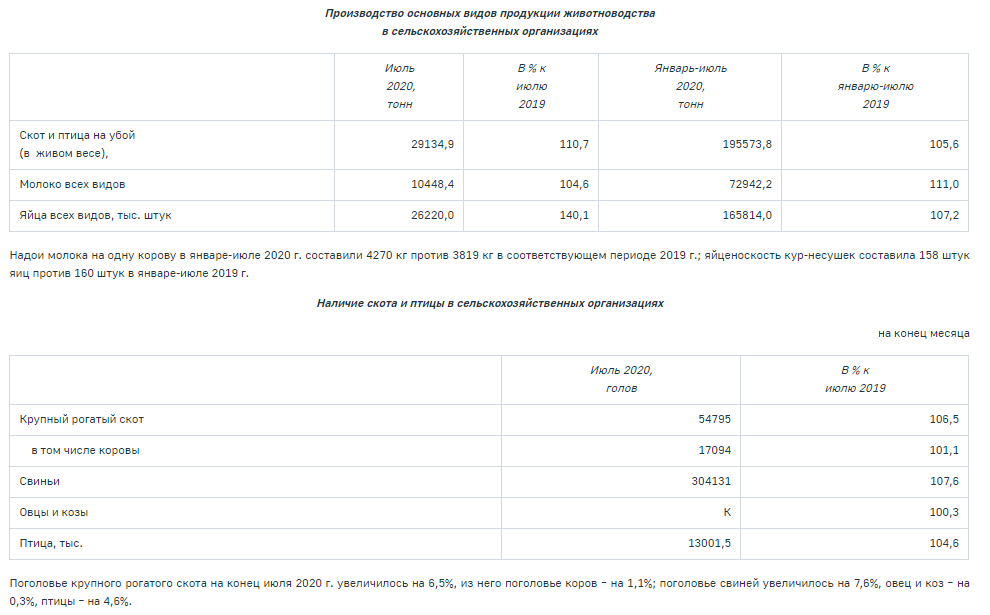 Производство основных видов продукции животноводства
в сельскохозяйственных организациях
Июль
2020,
тонн
В % к
июлю
2019
Январь-июль
2020,
тонн
В % к
январю-июлю
2019
Скот и птица на убой
(в живом весе),
29134,9
110,7
195573,8
105,6
Молоко всех видов
10448,4
104,6
72942,2
111,0
Яйца всех видов, тыс. штук
26220,0
140,1
165814,0
107,2
Надои молока на одну корову в январе-июле 2020 г. составили 4270 кг против 3819 кг в соответствующем периоде 2019 г.; яйценоскость кур-несушек составила 158 штук
яиц против 160 штук в январе-июле 2019 г.
Наличие скота и птицы в сельскохозяйственных организациях
на конец месяца
Июль 2020,
голов
В % к
июлю 2019
Крупный рогатый скот
54795
106,5
в том числе коровы
17094
101,1
Свиньи
304131
107,6
Овцы и козы
К
100,3
Птица, тыс.
13001,5
104,6
Поголовье крупного рогатого скота на конец июля 2020 г. увеличилось на 6,5%, из него поголовье коров – на 1,1%; поголовье свиней увеличилось на 7,6%, овец и коз – на
0,3%, птицы – на 4,6%.